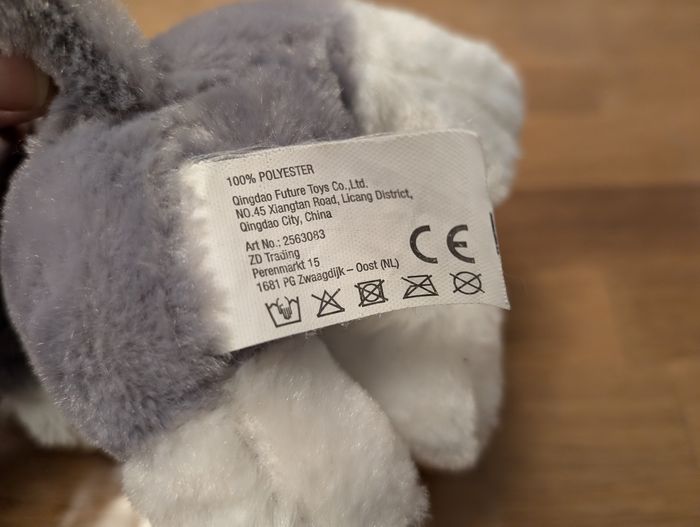 100% POLYESTER
Qingdao Future Toys Co.,Ltd.
NO.45 Xiangtan Road, Licang District,
Qingdao City, China
Art No.: 2563083
ZD Trading
Perenmarkt 15
1681 PG Zwaagdijk – Oost (NL)
CE